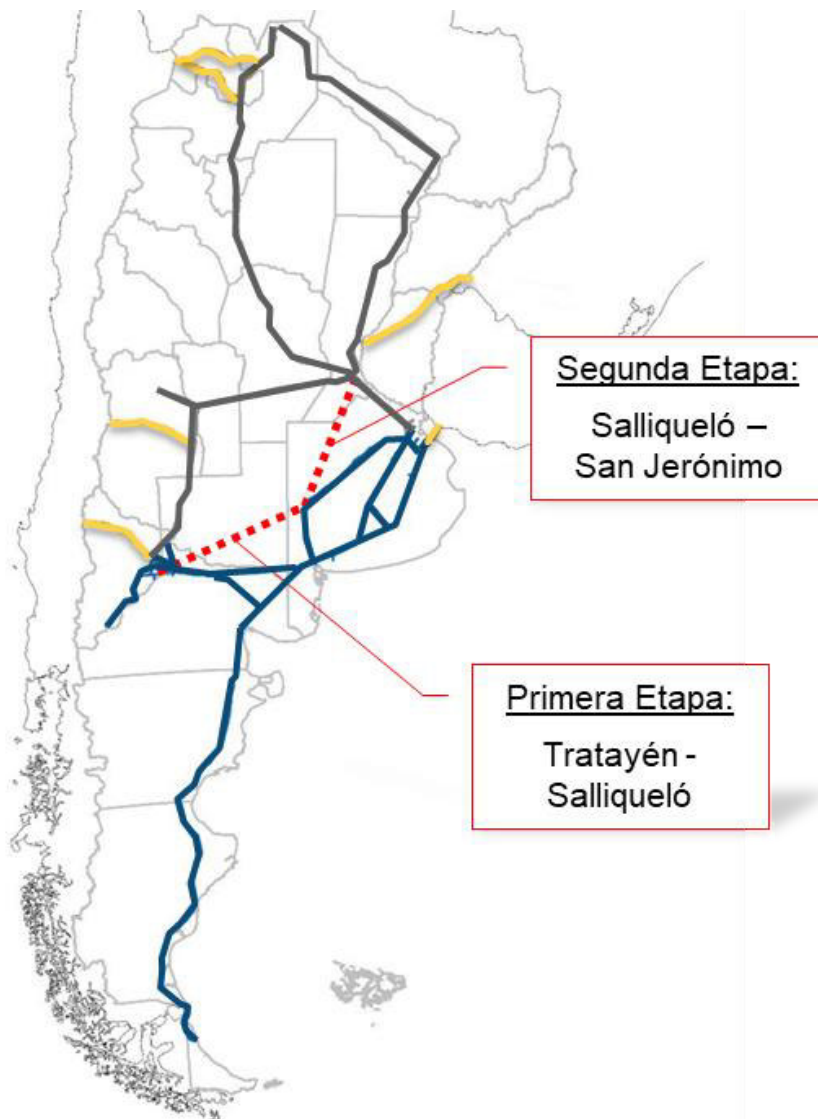 Segunda Etapa:
Salliqueló –
San Jerónimo
Primera Etapa:
Tratayén -
Salliqueló